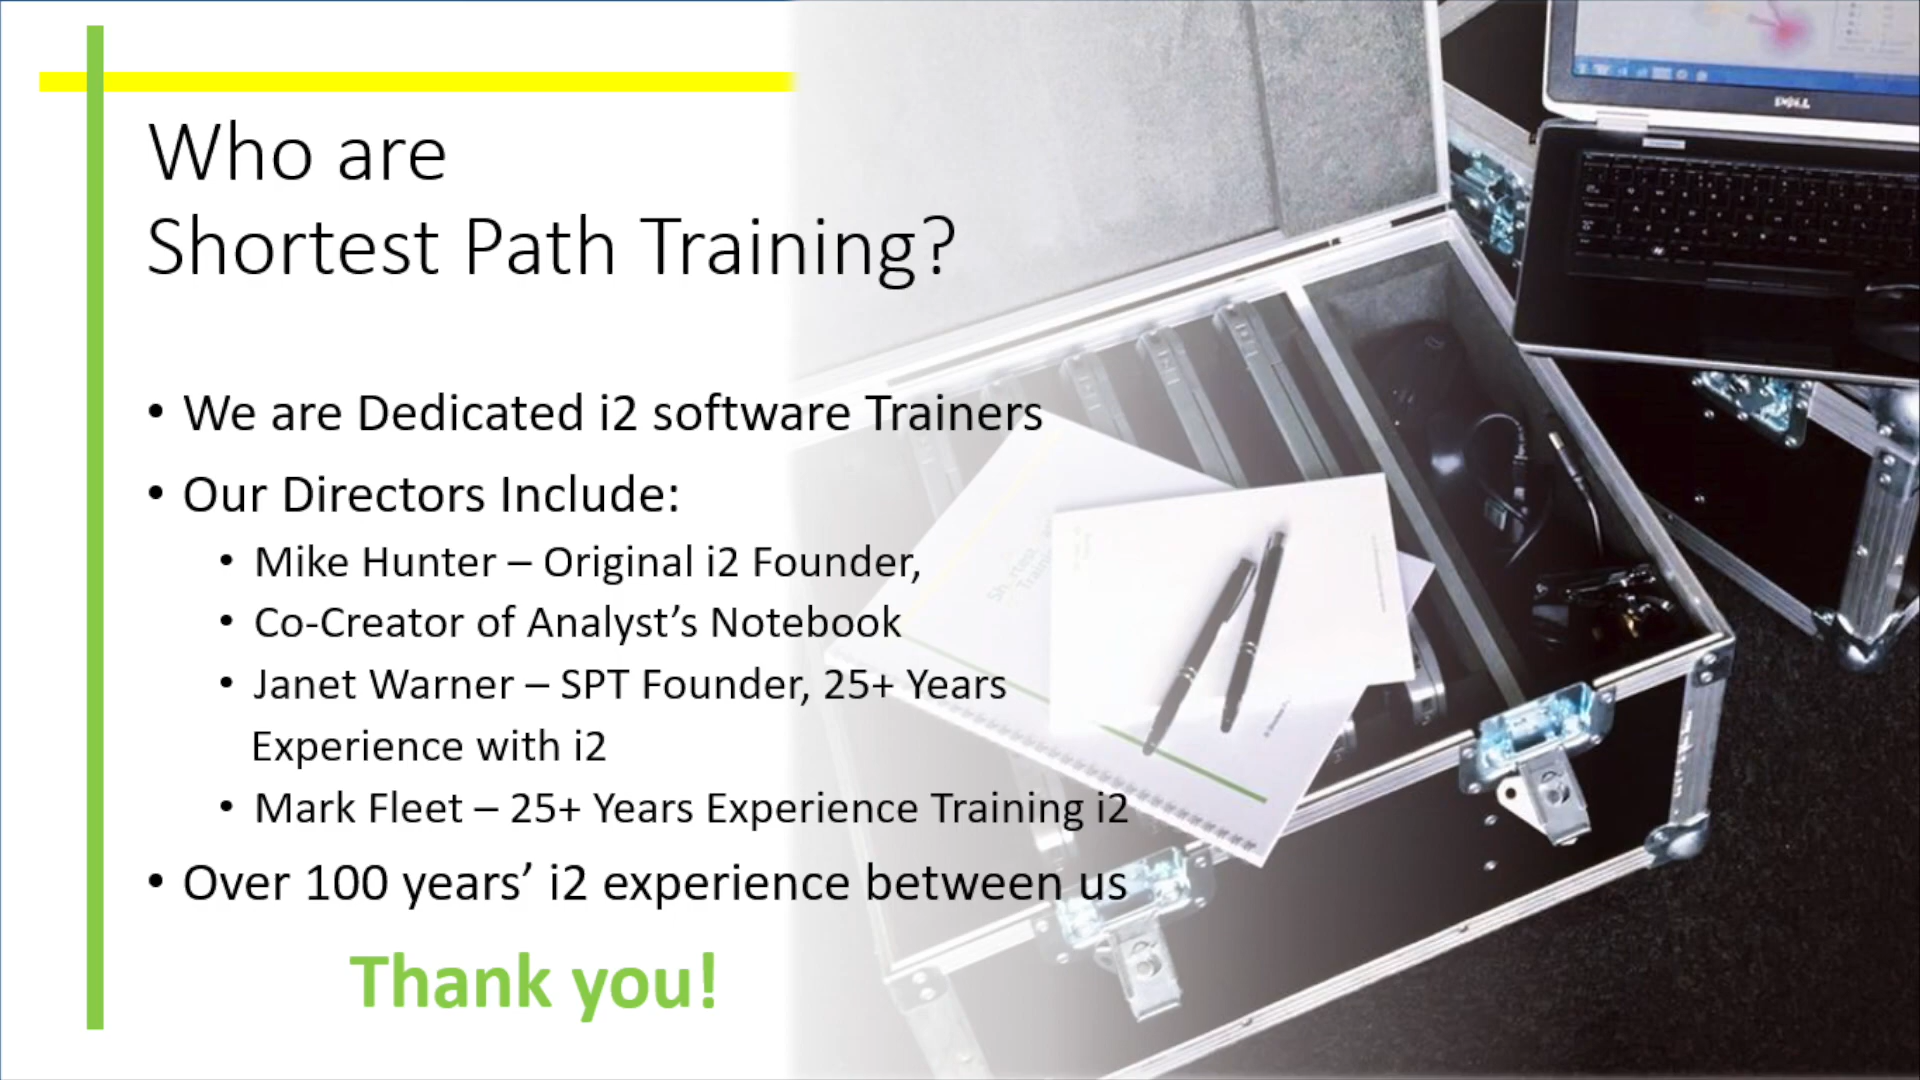 Who are
Shortest Path Training?
• We are Dedicated i2 software Trainers
• Our Directors Include:
• Mike Hunter – Original i2 Founder,
• Co-Creator of Analyst’s Notebook
• Janet Warner – SPT Founder, 25+ Years
Experience with i2
• Mark Fleet – 25+ Years Experience Training i2
• Over 100 years’ i2 experience between us
Thank you!
DELL